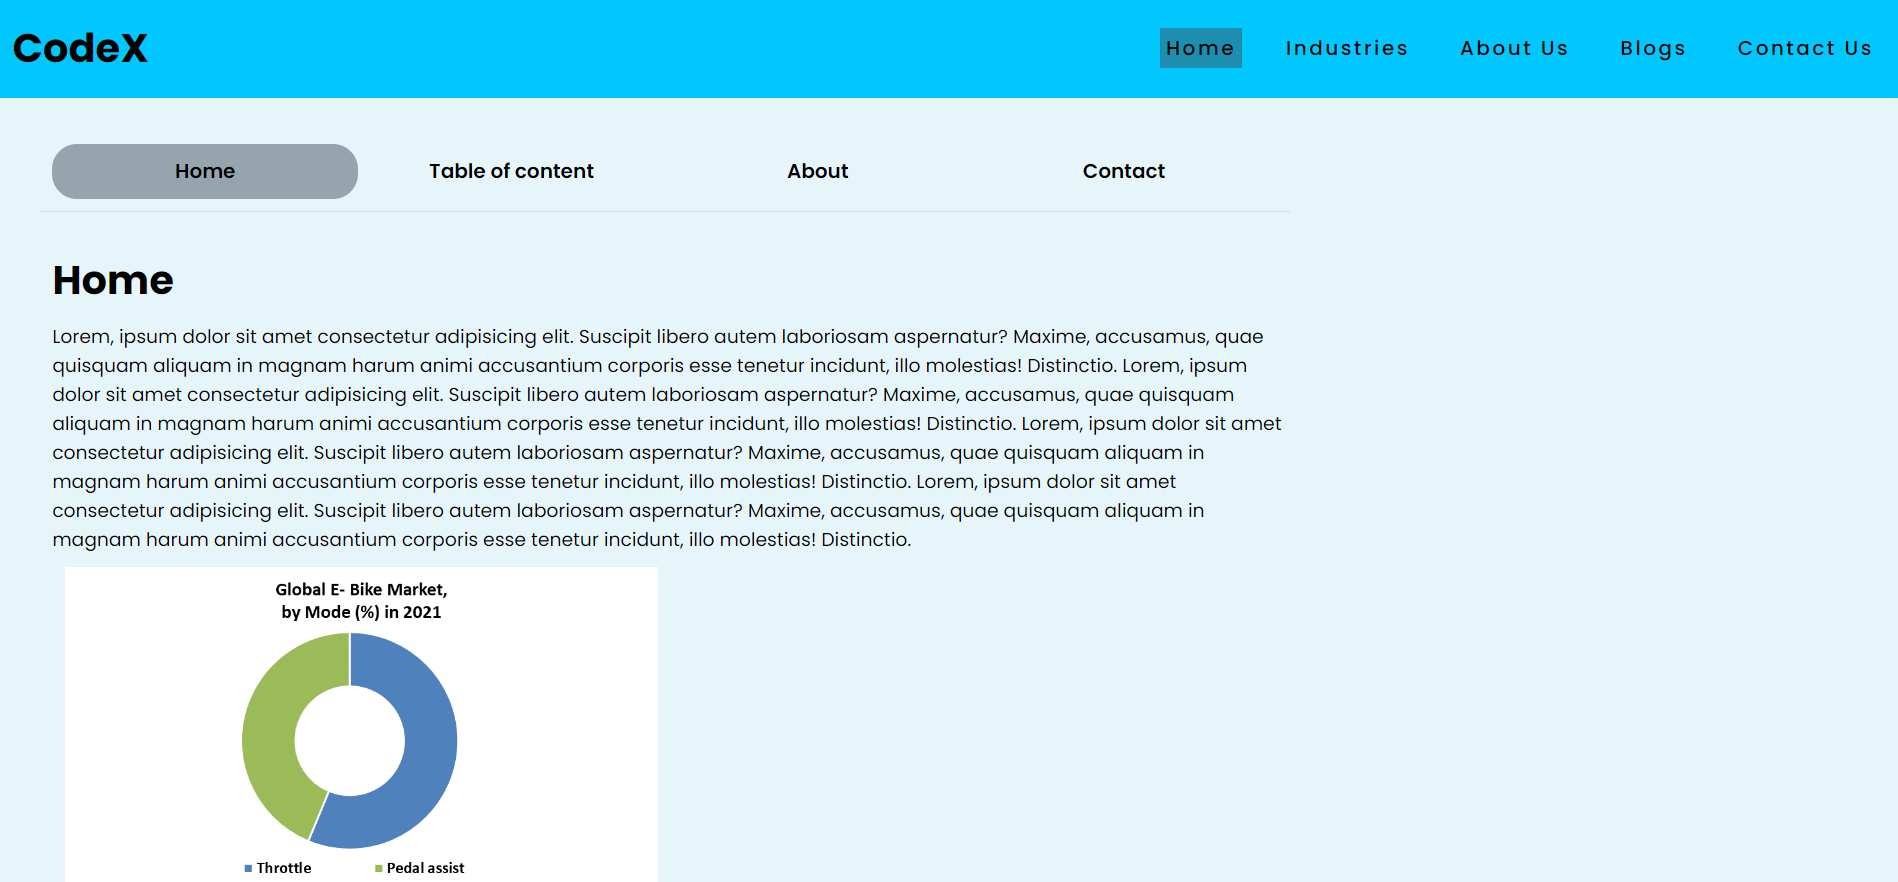 CodeX
Home Industries About Us Blogs Contact Us
Home Table of content About Contact
Home
Lorem, ipsum dolor sit amet consectetur adipisicing elit. Suscipit libero autem laboriosam aspernatur? Maxime, accusamus, quae
quisquam aliquam in magnam harum animi accusantium corporis esse tenetur incidunt, illo molestias! Distinctio. Lorem, ipsum
dolor sit amet consectetur adipisicing elit. Suscipit libero autem laboriosam aspernatur? Maxime, accusamus, quae quisquam
aliquam in magnam harum animi accusantium corporis esse tenetur incidunt, illo molestias! Distinctio. Lorem, ipsum dolor sit amet
consectetur adipisicing elit. Suscipit libero autem laboriosam aspernatur? Maxime, accusamus, quae quisquam aliquam in
magnam harum animi accusantium corporis esse tenetur incidunt, illo molestias! Distinctio. Lorem, ipsum dolor sit amet
consectetur adipisicing elit. Suscipit libero autem laboriosam aspernatur? Maxime, accusamus, quae quisquam aliquam in
magnam harum animi accusantium corporis esse tenetur incidunt, illo molestias! Distinctio.
Global E- Bike Market,
by Mode (%) in 2021
Throttle Pedal assist